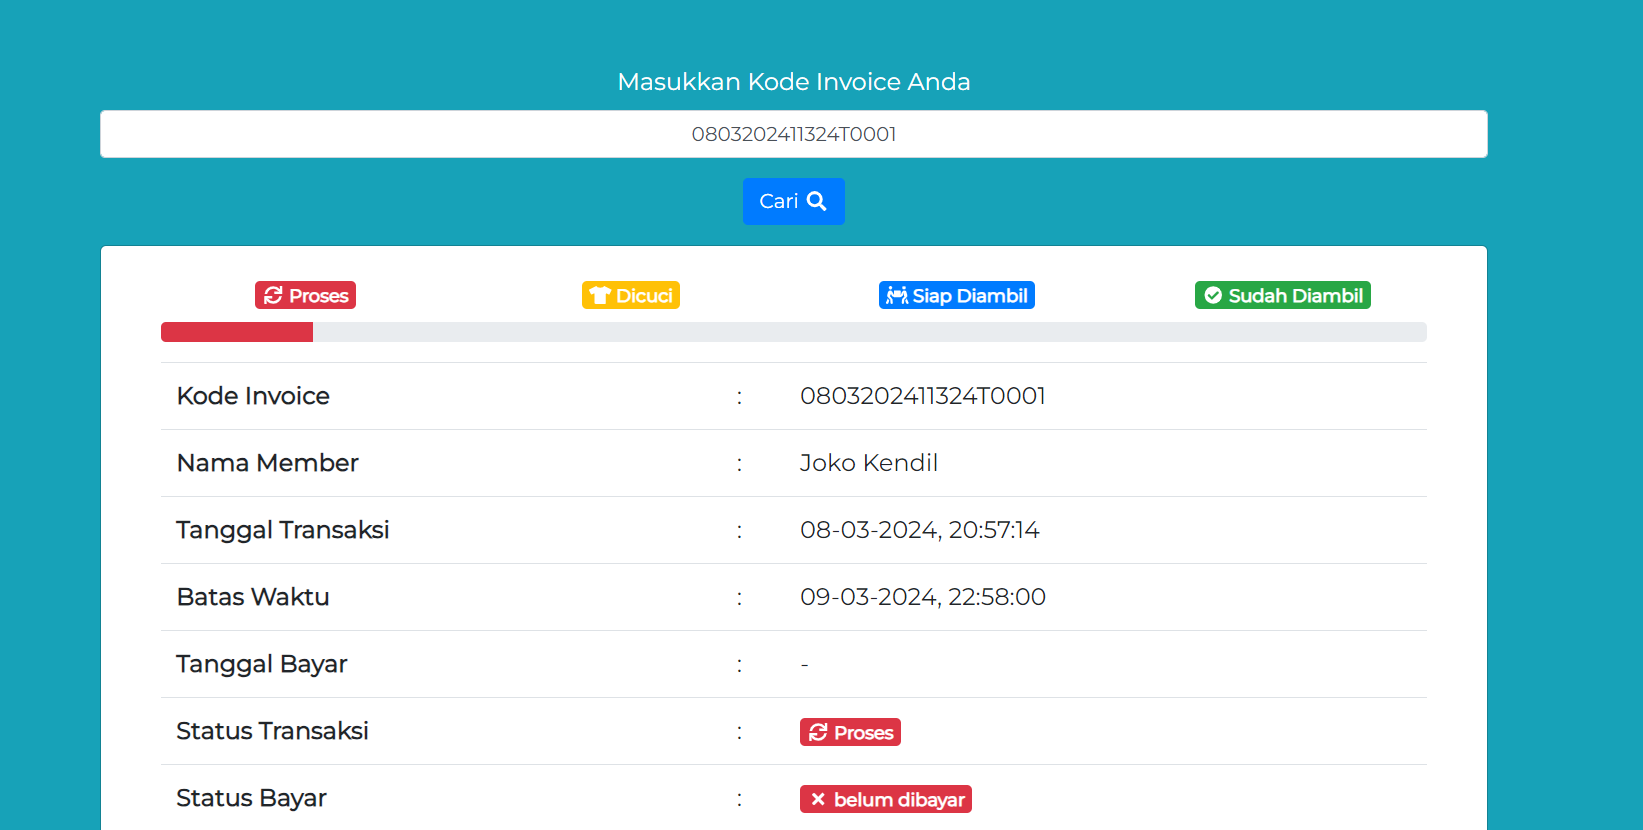 Masukkan Kode Invoice Anda
0803202411324T0001
Cari
Proses Dicuci Siap Diambil Sudah Diambil
Kode Invoice : 0803202411324T0001
Nama Member : Joko Kendil
Tanggal Transaksi : 08-03-2024, 20:57:14
Batas Waktu : 09-03-2024, 22:58:00
Tanggal Bayar : -
Status Transaksi : Proses
Status Bayar : belum dibayar